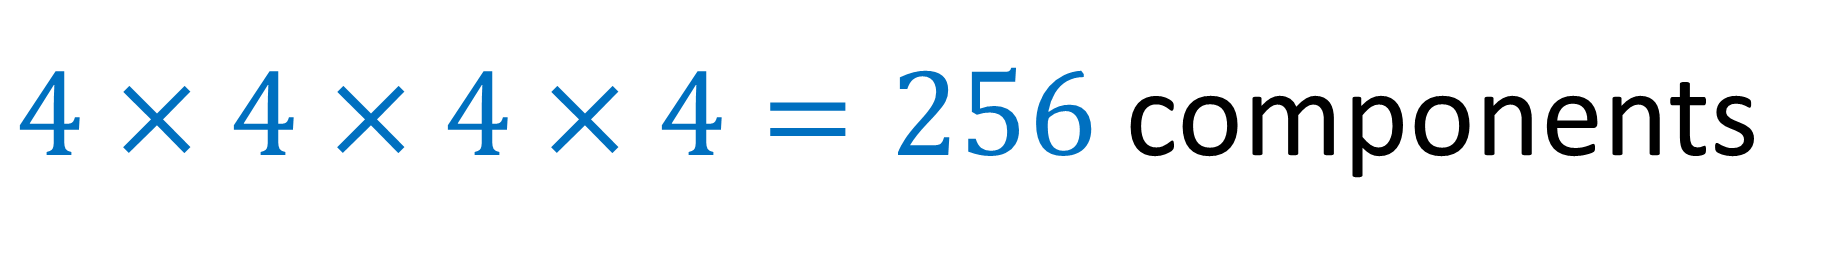 4 × 4 × 4 × 4 = 256 components